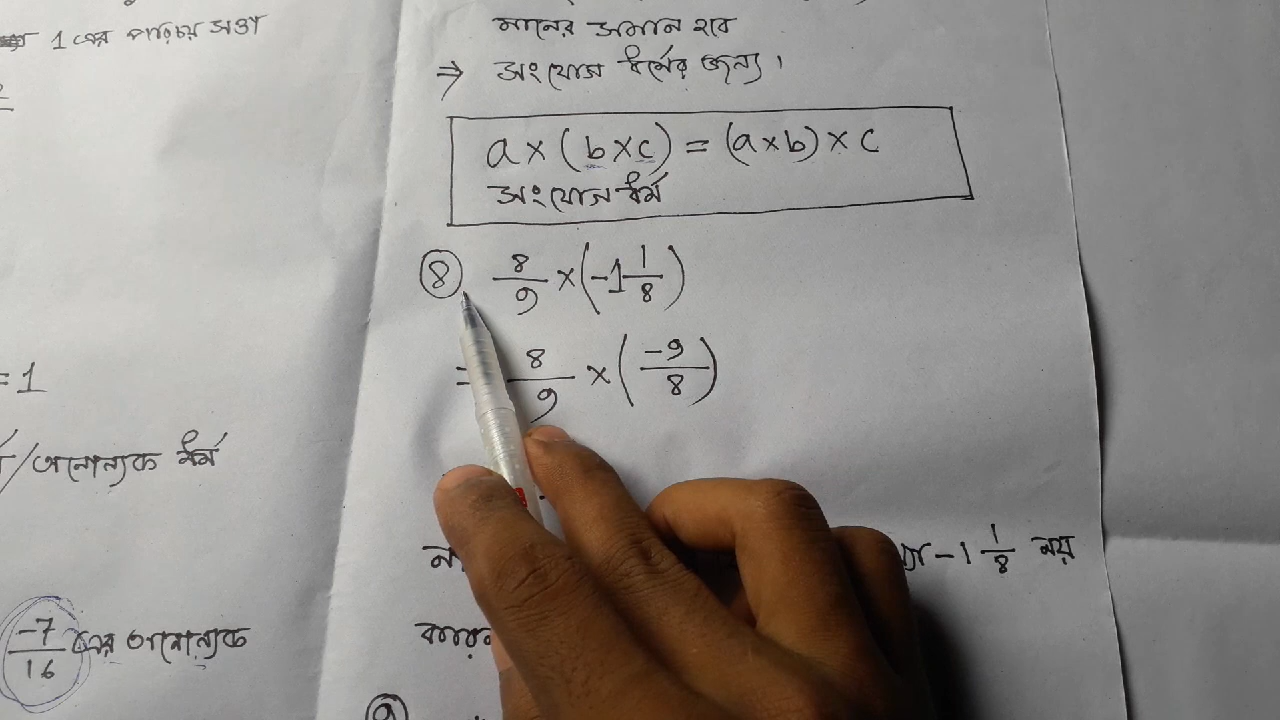 1 এর পারিচয় সত্তা
= 1
/অনোন্যক ধর্ম
-7/16 এর অনোন্যক
মানের সমান হবে
⇒ সংযোগ ধর্মের জন্য।
a × (b × c) = (a × b) × c
সংযোগ ধর্ম
⑧ 8/9 × (-1 1/8)
= 8/9 × (-9/8)
-1 1/8 নয়